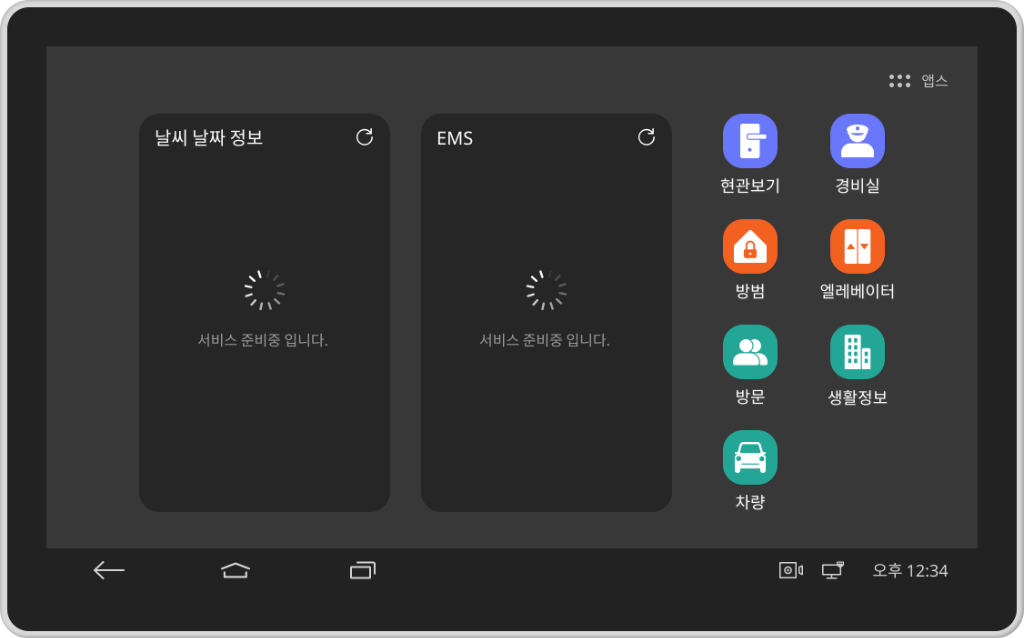 앱스
날씨 날짜 정보
서비스 준비중 입니다.
EMS
서비스 준비중 입니다.
현관보기
경비실
방범
엘레베이터
방문
생활정보
차량
오후 12:34